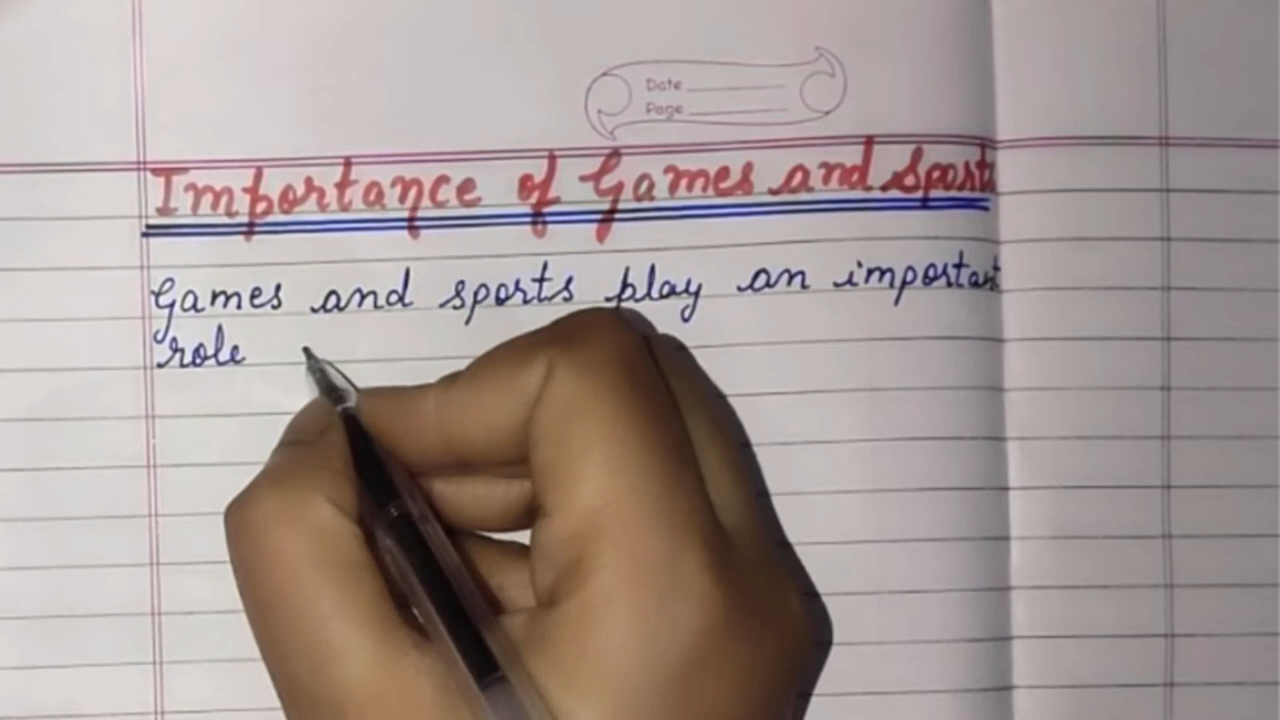 Date
Page
Importance of Games and Sports
Games and sports play an important
role